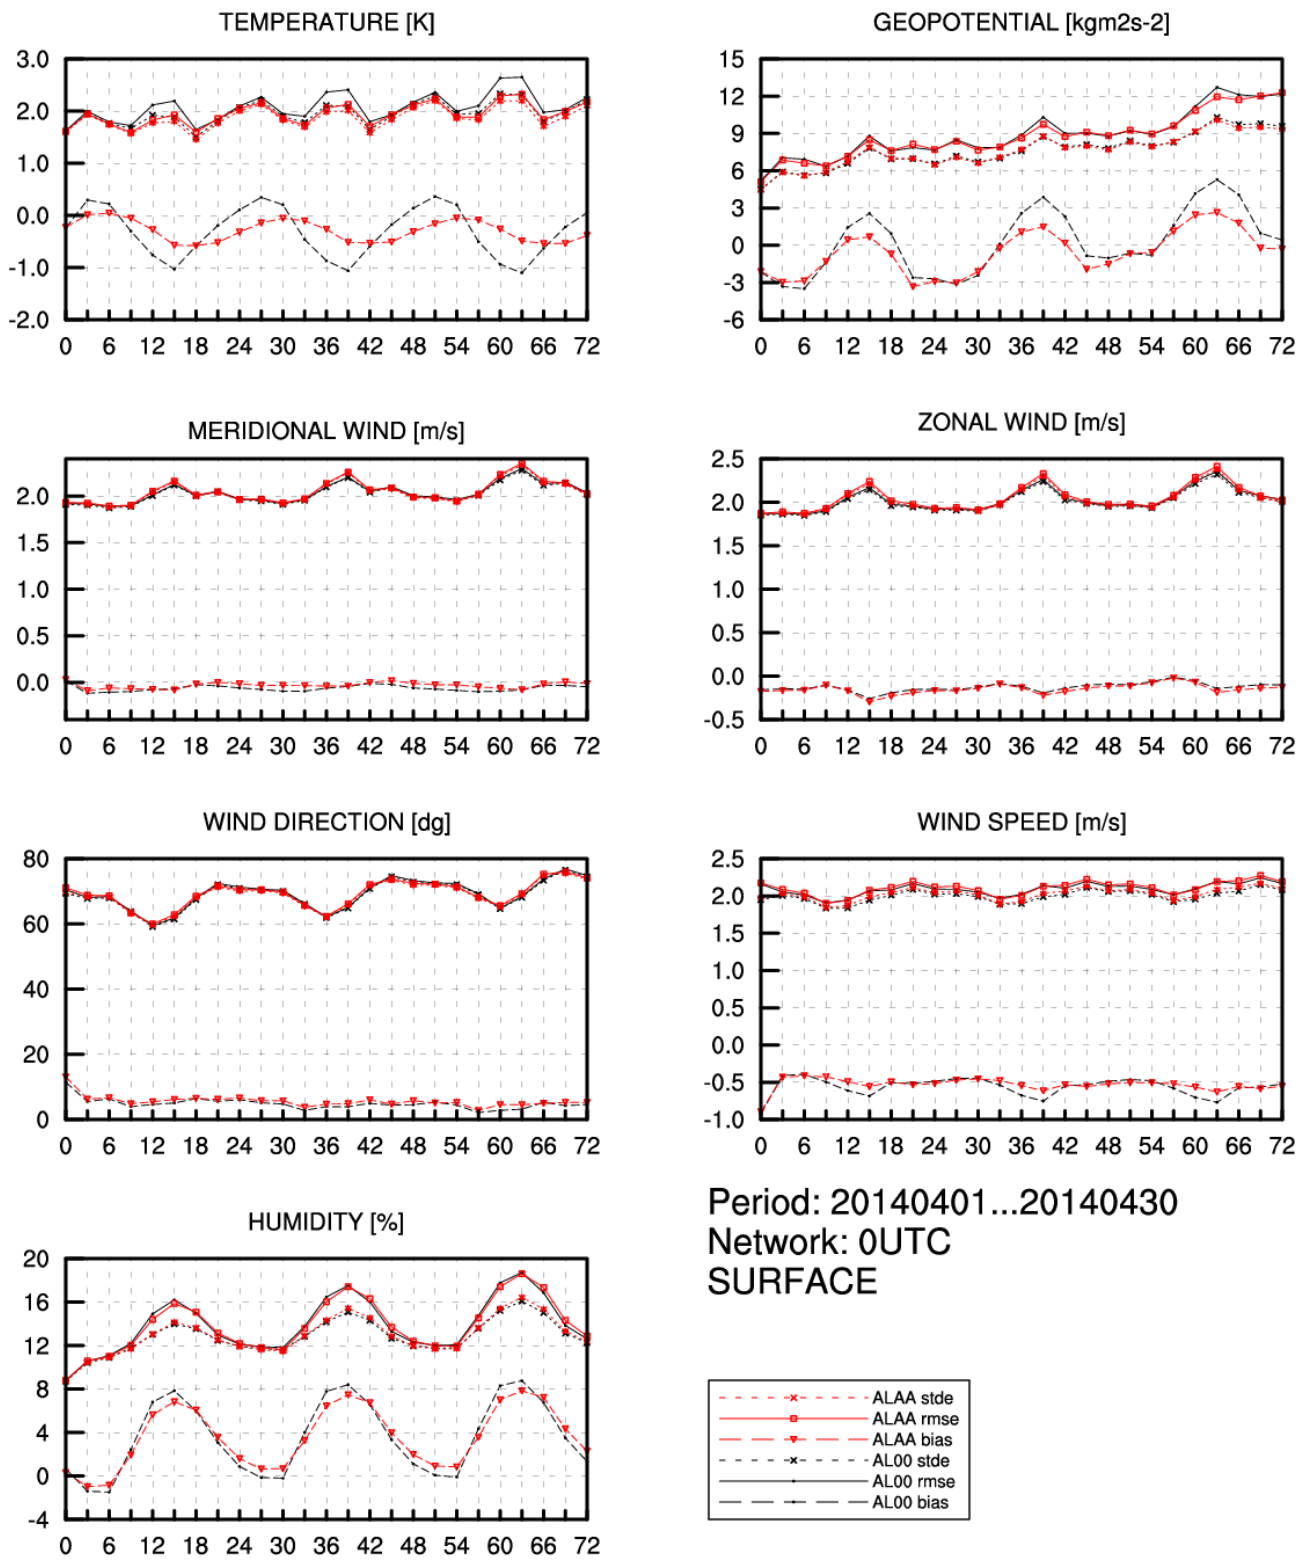 TEMPERATURE [K]
3.0
2.0
1.0
0.0
-1.0
-2.0
0 6 12 18 24 30 36 42 48 54 60 66 72
GEOPOTENTIAL [kgm2s-2]
15
12
9
6
3
0
-3
-6
0 6 12 18 24 30 36 42 48 54 60 66 72
MERIDIONAL WIND [m/s]
2.0
1.5
1.0
0.5
0.0
0 6 12 18 24 30 36 42 48 54 60 66 72
ZONAL WIND [m/s]
2.5
2.0
1.5
1.0
0.5
0.0
-0.5
0 6 12 18 24 30 36 42 48 54 60 66 72
WIND DIRECTION [dg]
80
60
40
20
0
0 6 12 18 24 30 36 42 48 54 60 66 72
WIND SPEED [m/s]
2.5
2.0
1.5
1.0
0.5
0.0
-0.5
-1.0
0 6 12 18 24 30 36 42 48 54 60 66 72
HUMIDITY [%]
20
16
12
8
4
0
-4
0 6 12 18 24 30 36 42 48 54 60 66 72
Period: 20140401...20140430
Network: 0UTC
SURFACE
ALAA stde
ALAA rmse
ALAA bias
AL00 stde
AL00 rmse
AL00 bias